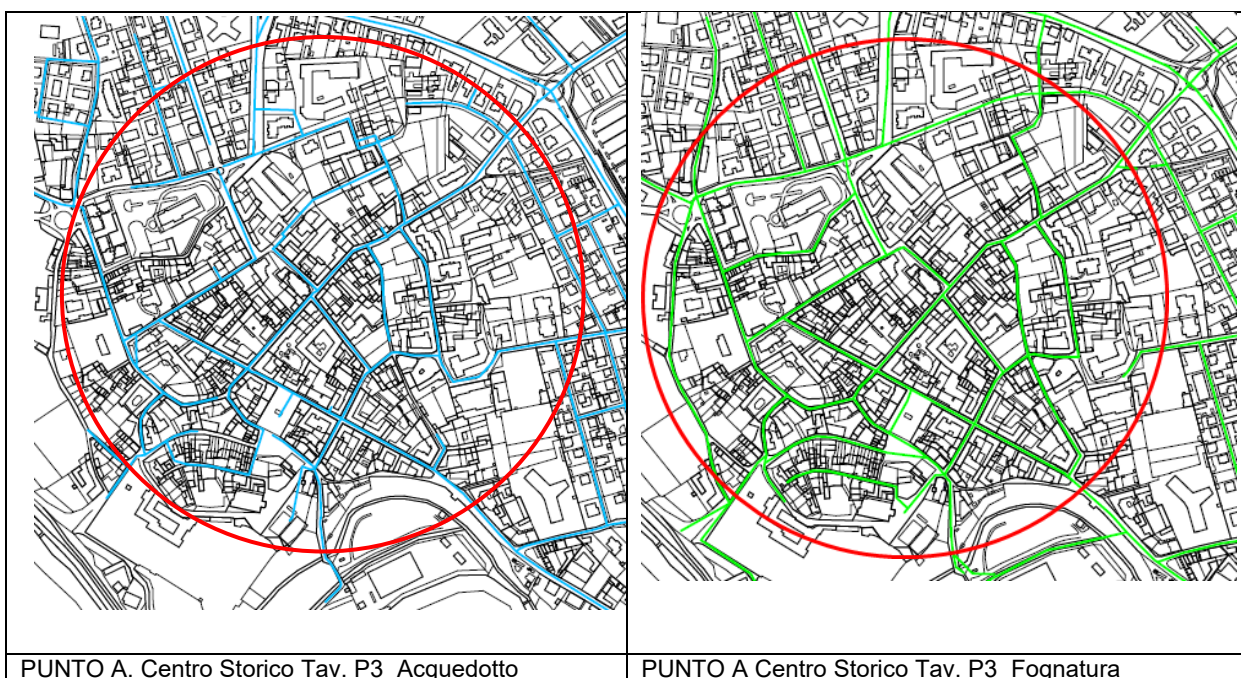 PUNTO A. Centro Storico Tav. P3 Acquedotto
PUNTO A Centro Storico Tav. P3 Fognatura